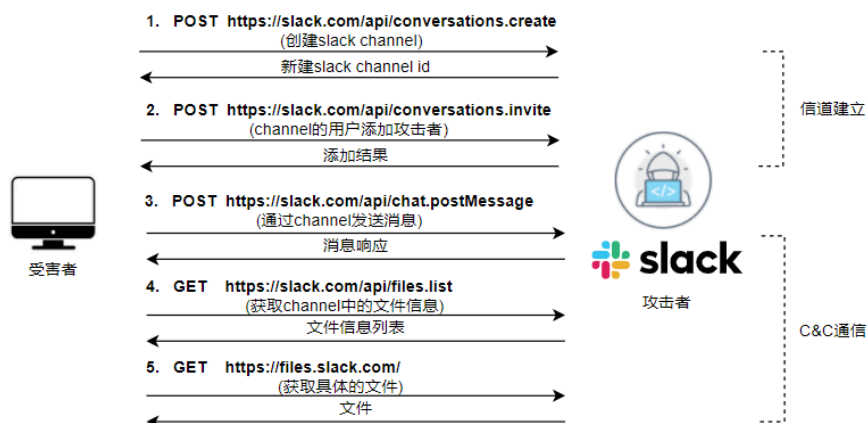 1. POST https://slack.com/api/conversations.create
(创建slack channel)
新建slack channel id
2. POST https://slack.com/api/conversations.invite
(channel的用户添加攻击者)
添加结果
信道建立
</>
3. POST https://slack.com/api/chat.postMessage
(通过channel发送消息)
消息响应
受害者
slack
攻击者
4. GET https://slack.com/api/files.list
(获取channel中的文件信息)
文件信息列表
C&C通信
5. GET https://files.slack.com/
(获取具体的文件)
文件